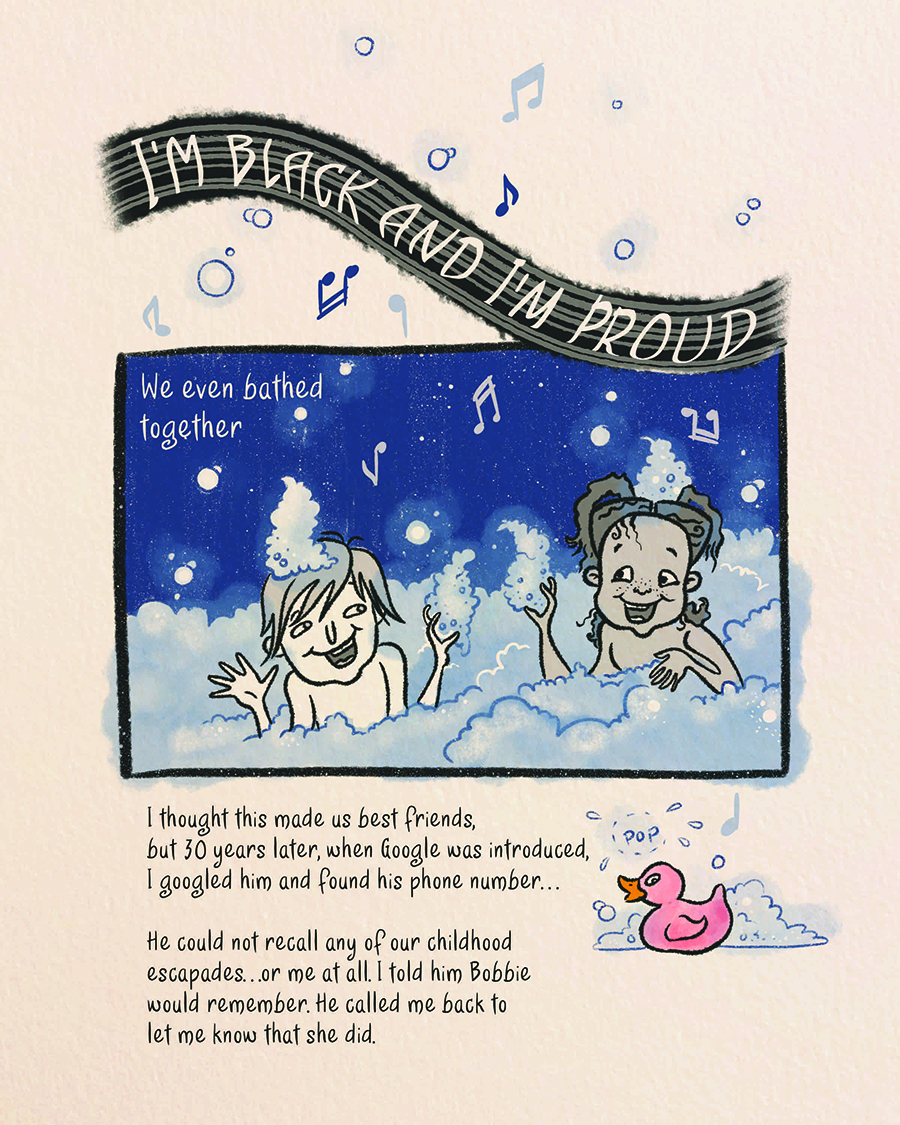 I'M BLACK AND I'M PROUD
We even bathed
together
I thought this made us best friends,
but 30 years later, when Google was introduced,
I googled him and found his phone number...
POP
He could not recall any of our childhood
escapades...or me at all. I told him Bobbie
would remember. He called me back to
let me know that she did.